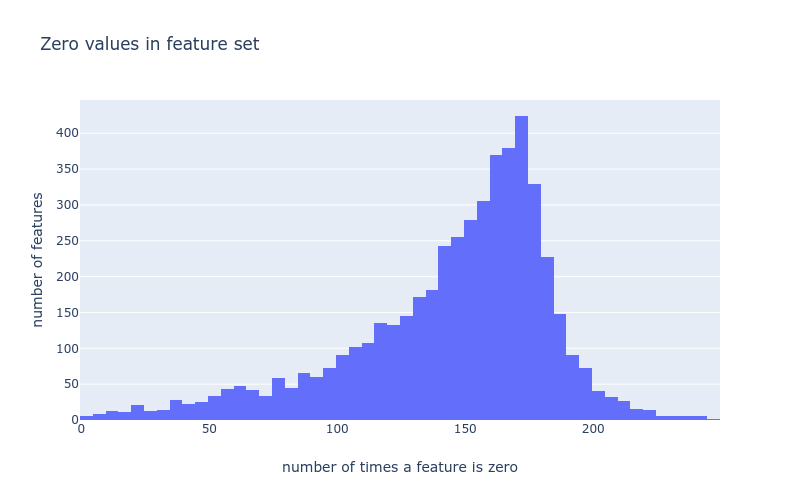 Zero values in feature set
number of features
400
350
300
250
200
150
100
50
0
0 50 100 150 200
number of times a feature is zero